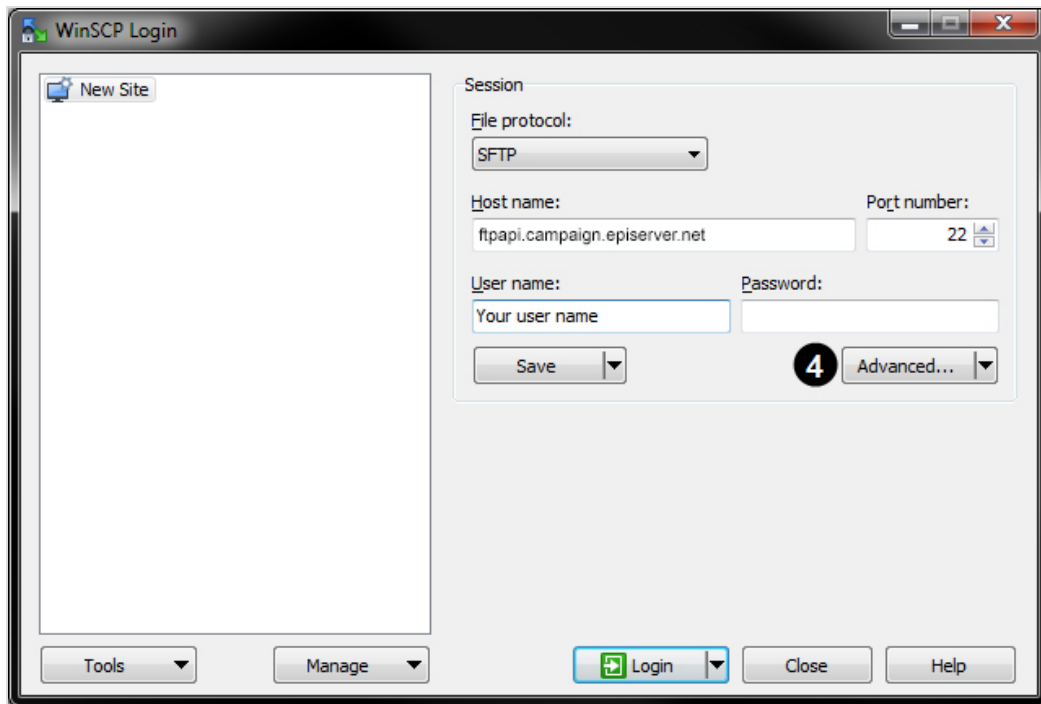 WinSCP Login
New Site
Session
File protocol:
SFTP
Host name:
Port number:
ftpapi.campaign.episerver.net
22
User name:
Password:
Your user name
Save
4
Advanced...
Tools
Manage
Login
Close
Help